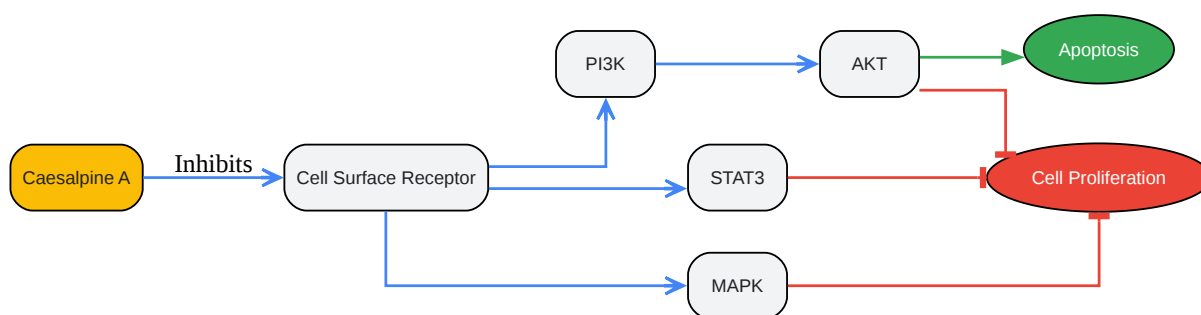 Apoptosis
PI3K
AKT
Inhibits
Caesalpine A
Cell Surface Receptor
STAT3
Cell Proliferation
MAPK